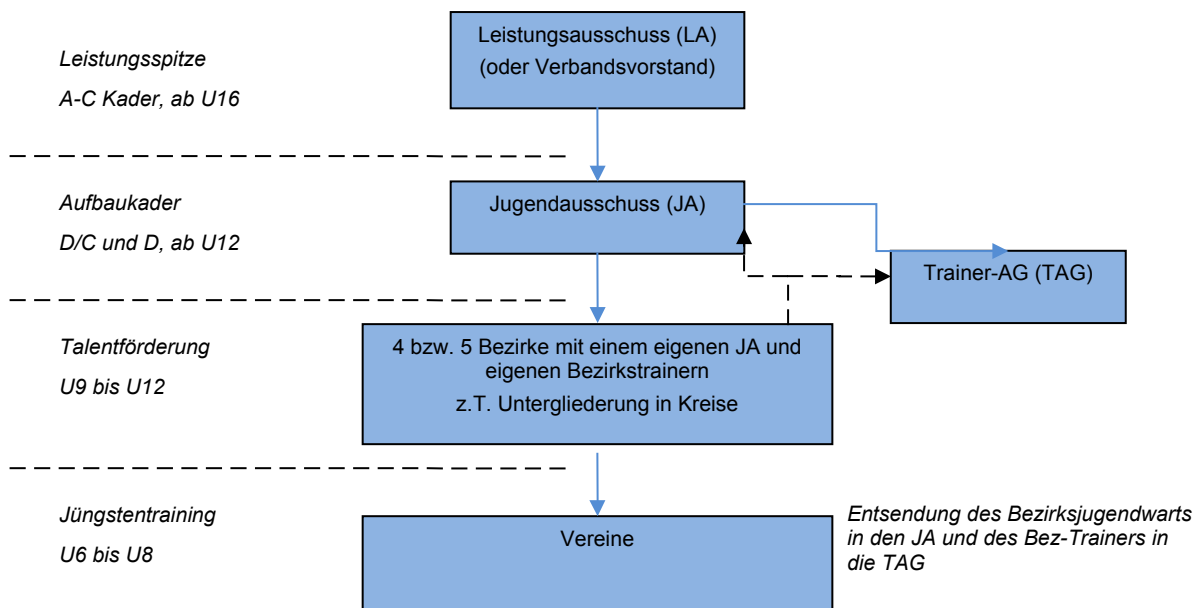 Leistungsspitze
A-C Kader, ab U16
Leistungsausschuss (LA)
(oder Verbandsvorstand)
Aufbaukader
D/C und D, ab U12
Jugendausschuss (JA)
Trainer-AG (TAG)
Talentförderung
U9 bis U12
4 bzw. 5 Bezirke mit einem eigenen JA und
eigenen Bezirkstrainern
z.T. Untergliederung in Kreise
Jüngstentraining
U6 bis U8
Vereine
Entsendung des Bezirksjugendwarts
in den JA und des Bez-Trainers in
die TAG